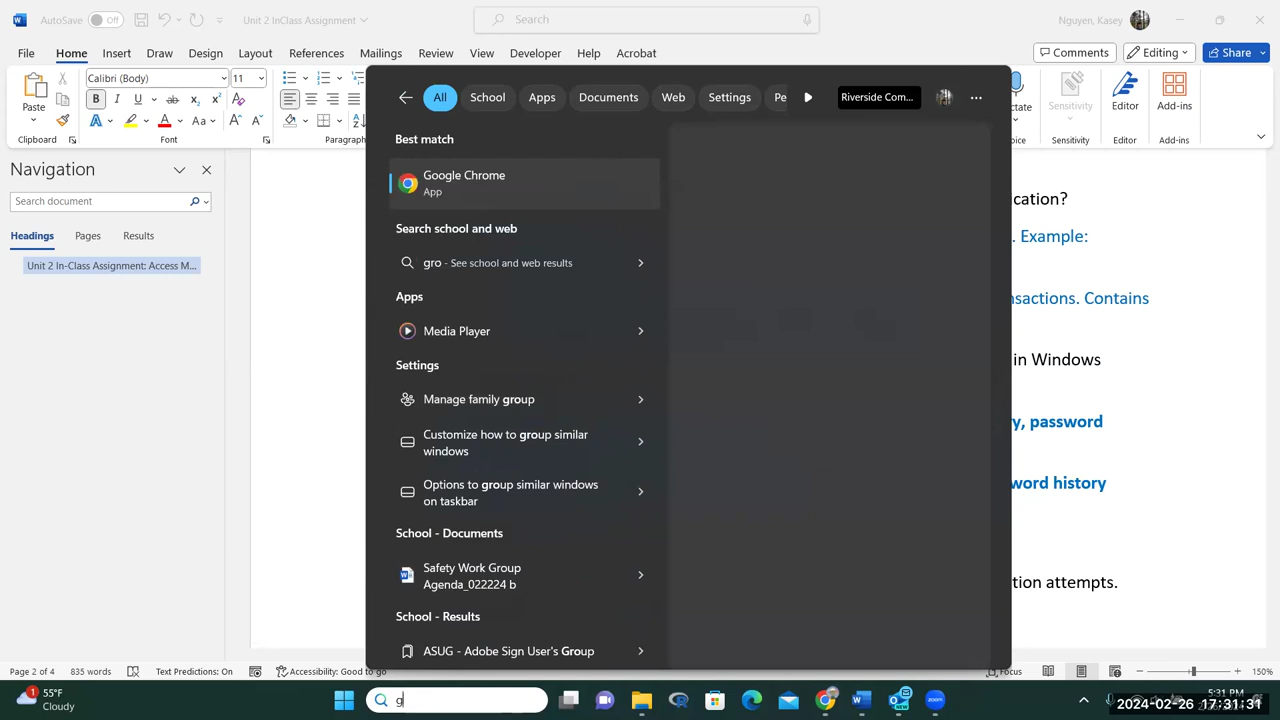 AutoSave Off Unit 2 InClass Assignment Search Nguyen, Kasey
File Home Insert Draw Design Layout References Mailings Review View Developer Help Acrobat Comments Editing Share
Calibri (Body) 11
Paste
Clipboard Font Paragraph
Sensitivity Editor Add-ins
Sensitivity Editor Add-ins
All School Apps Documents Web Settings Pe Riverside Com...
Best match
Google Chrome
App
Search school and web
gro - See school and web results
Apps
Media Player
Settings
Manage family group
Customize how to group similar
windows
Options to group similar windows
on taskbar
School - Documents
Safety Work Group
Agenda_022224 b
School - Results
ASUG - Adobe Sign User's Group
Navigation
Search document
Headings Pages Results
Unit 2 In-Class Assignment: Access M...
ication?
. Example:
nsactions. Contains
in Windows
y, password
word history
tion attempts.
Page 2 of 4 835 words Text Predictions: On Accessibility: Good to go Focus 150%
1
55°F
Cloudy
g
5:31 PM
2024-02-26 17:31:31